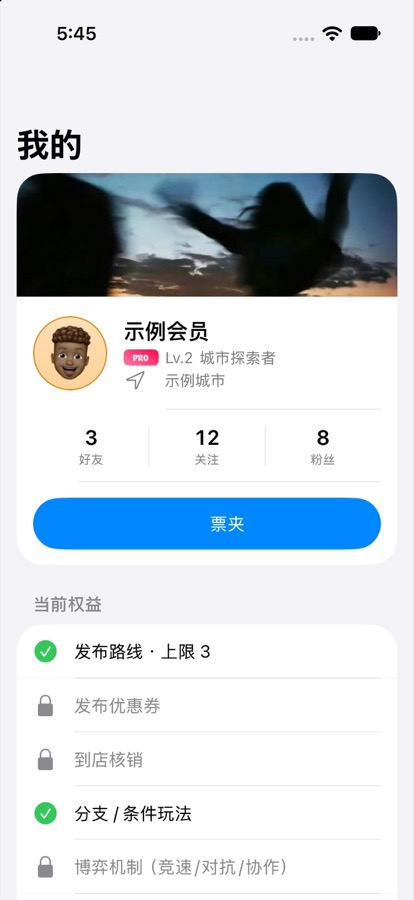 5:45
我的
示例会员
PRO Lv.2 城市探索者
示例城市
3 12 8
好友 关注 粉丝
票夹
当前权益
发布路线 · 上限 3
发布优惠券
到店核销
分支 / 条件玩法
博弈机制（竞速/对抗/协作）